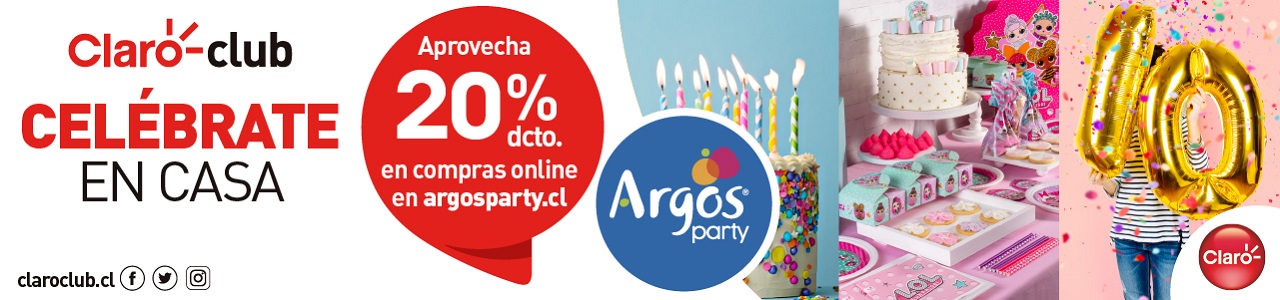 Claro-club
CELÉBRATE
EN CASA
claroclub.cl
Aprovecha
20%
dcto.
en compras online
en argosparty.cl
Argos®
party
L.O.L
10
Claro-